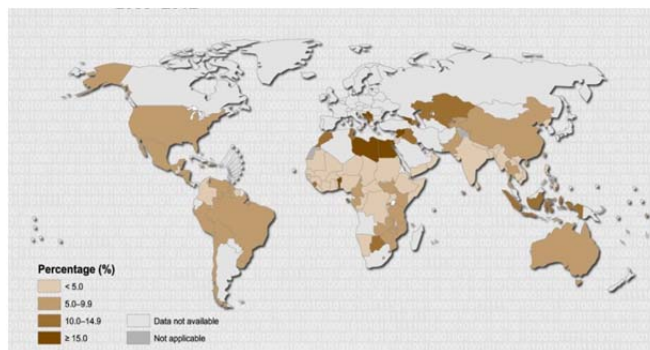 Percentage (%)
< 5.0
5.0–9.9
10.0–14.9
≥ 15.0
Data not available
Not applicable